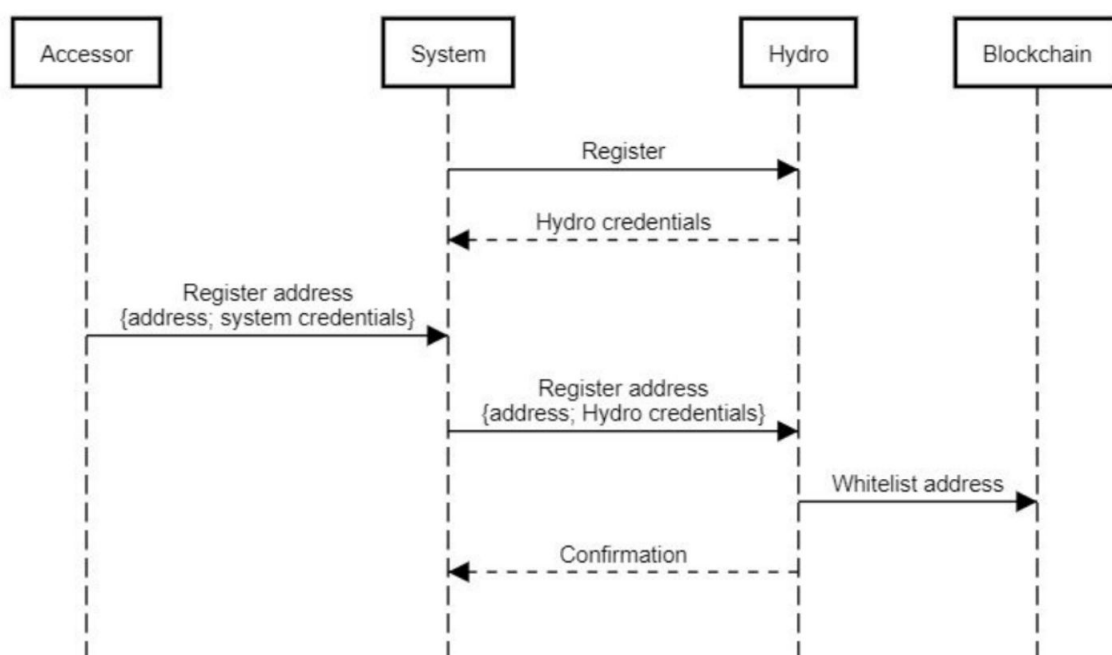 Accessor
System
Hydro
Blockchain
Register
Hydro credentials
Register address
{address; system credentials}
Register address
{address; Hydro credentials}
Whitelist address
Confirmation